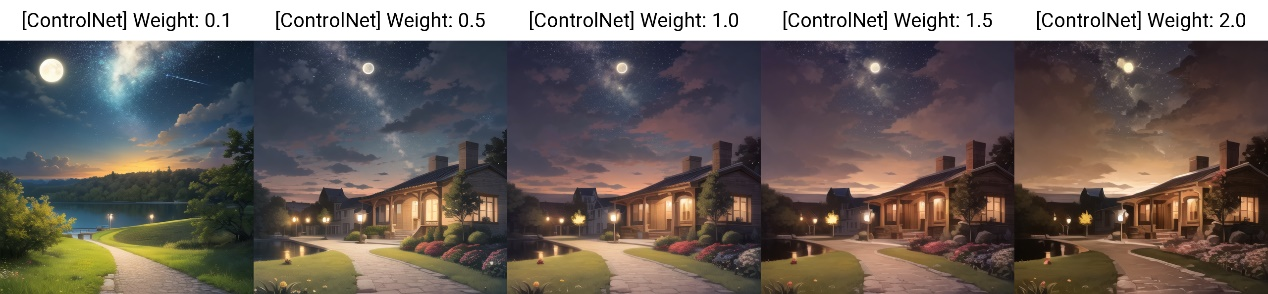 [ControlNet] Weight: 0.1
[ControlNet] Weight: 0.5
[ControlNet] Weight: 1.0
[ControlNet] Weight: 1.5
[ControlNet] Weight: 2.0